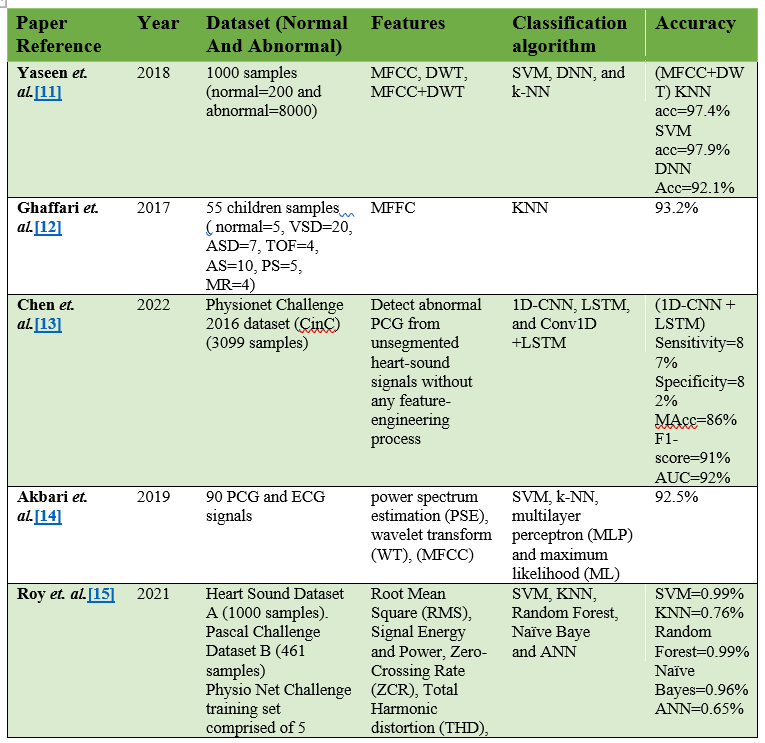 Paper Reference Year Dataset (Normal And Abnormal) Features Classification algorithm Accuracy
Yaseen et.
al.[11]
2018
1000 samples
(normal=200 and
abnormal=8000)
MFCC, DWT,
MFCC+DWT
SVM, DNN, and
k-NN
(MFCC+DW
T) KNN
acc=97.4%
SVM
acc=97.9%
DNN
Acc=92.1%
Ghaffari et.
al.[12]
2017
55 children samples
( normal=5, VSD=20,
ASD=7, TOF=4,
AS=10, PS=5,
MR=4)
MFFC
KNN
93.2%
Chen et.
al.[13]
2022
Physionet Challenge
2016 dataset (CinC)
(3099 samples)
Detect abnormal
PCG from
unsegmented
heart-sound
signals without
any feature-
engineering
process
1D-CNN, LSTM,
and Conv1D
+LSTM
(1D-CNN +
LSTM)
Sensitivity=8
7%
Specificity=8
2%
MAcc=86%
F1-
score=91%
AUC=92%
Akbari et.
al.[14]
2019
90 PCG and ECG
signals
power spectrum
estimation (PSE),
wavelet transform
(WT), (MFCC)
SVM, k-NN,
multilayer
perceptron (MLP)
and maximum
likelihood (ML)
92.5%
Roy et. al.[15]
2021
Heart Sound Dataset
A (1000 samples).
Pascal Challenge
Dataset B (461
samples)
Physio Net Challenge
training set
comprised of 5
Root Mean
Square (RMS),
Signal Energy
and Power, Zero-
Crossing Rate
(ZCR), Total
Harmonic
distortion (THD),
SVM, KNN,
Random Forest,
Naïve Baye
and ANN
SVM=0.99%
KNN=0.76%
Random
Forest=0.99%
Naïve
Bayes=0.96%
ANN=0.65%